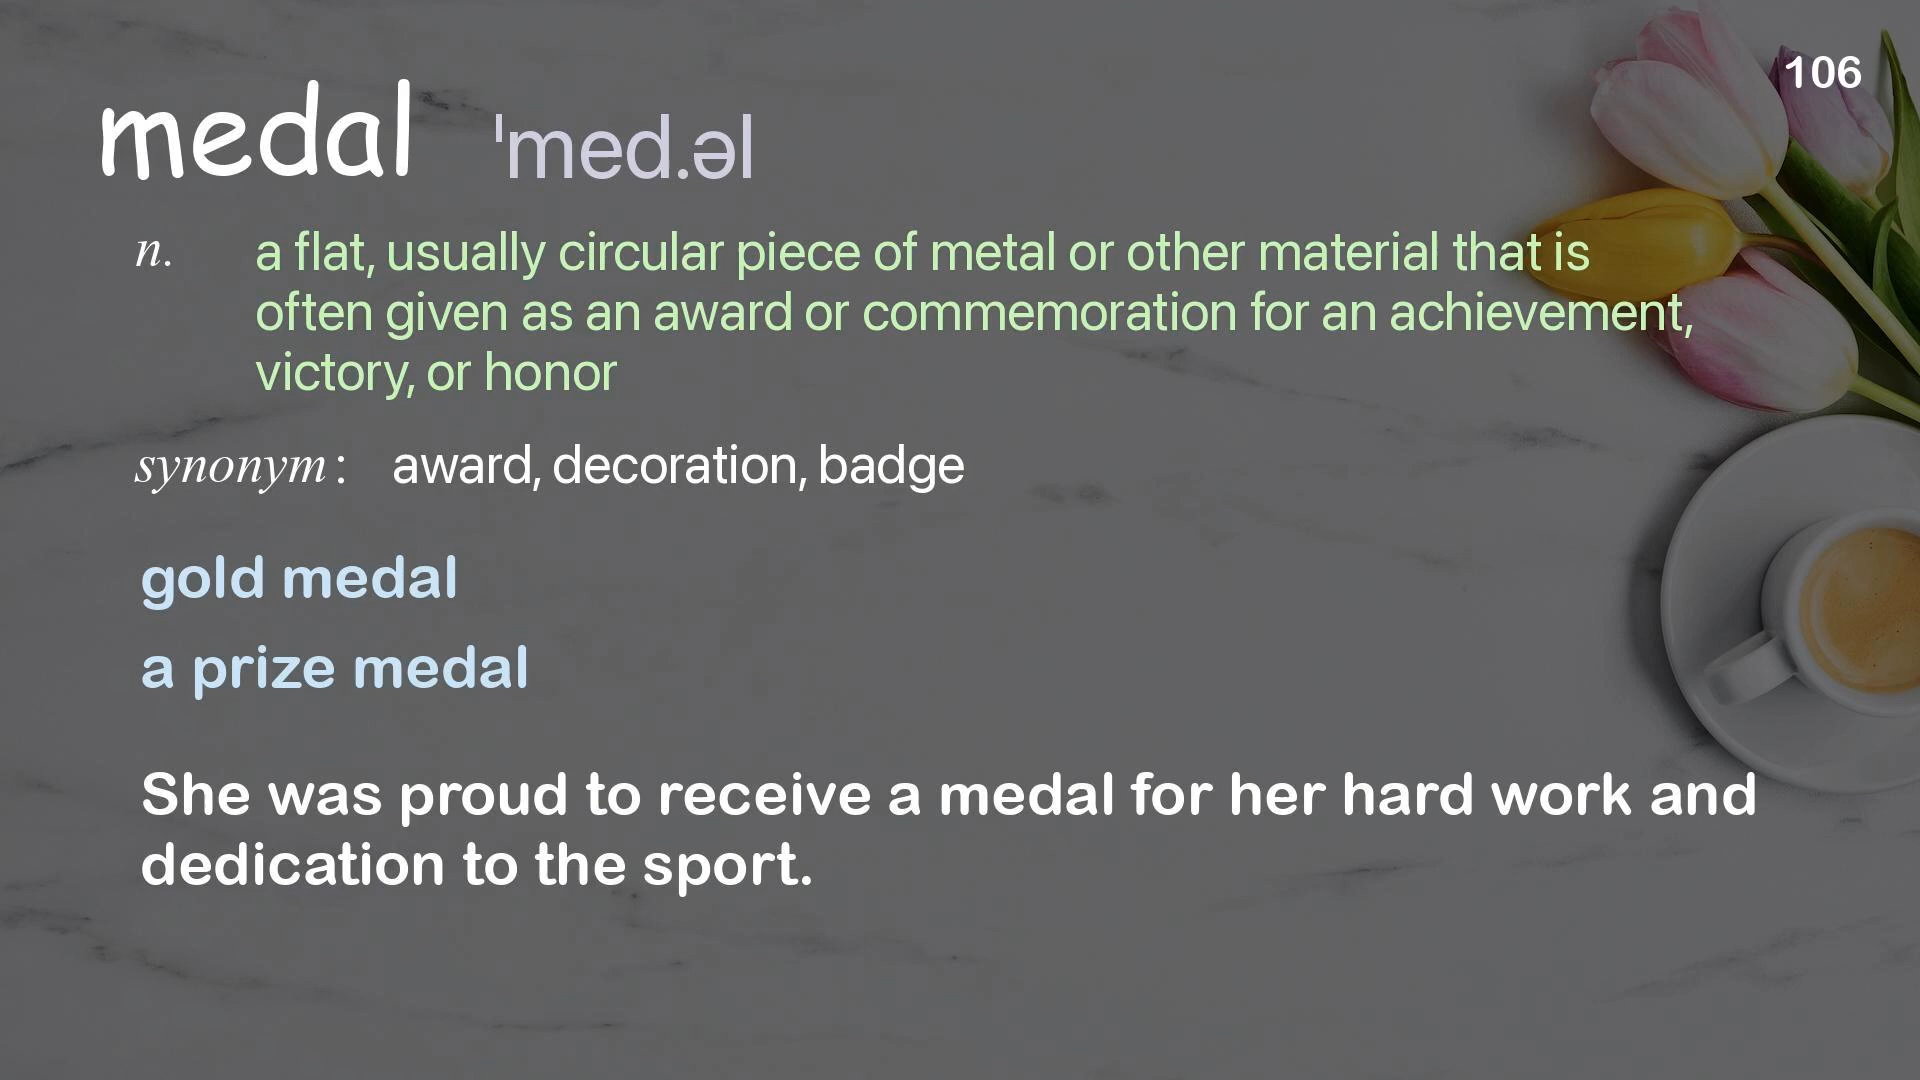 106
medal ˈmed.əl
n. a flat, usually circular piece of metal or other material that is
often given as an award or commemoration for an achievement,
victory, or honor
synonym: award, decoration, badge
gold medal
a prize medal
She was proud to receive a medal for her hard work and
dedication to the sport.